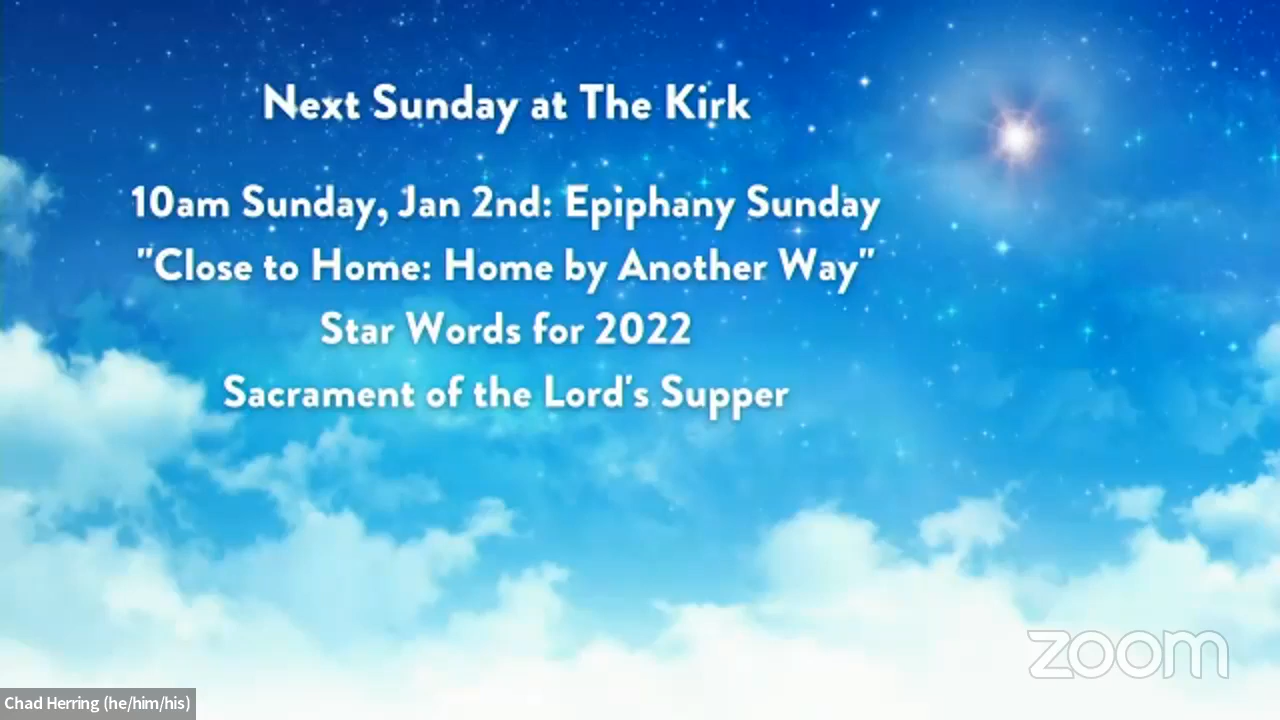 Next Sunday at The Kirk
10am Sunday, Jan 2nd: Epiphany Sunday
"Close to Home: Home by Another Way"
Star Words for 2022
Sacrament of the Lord's Supper
zoom
Chad Herring (he/him/his)